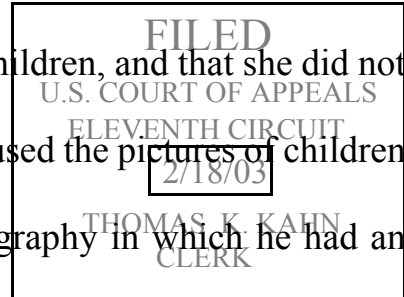 FILED
hildren, and that she did not
U.S. COURT OF APPEALS
ELEVENTH CIRCUIT
used the pictures of children
2/18/03
THOMAS K. KAHN
graphy in which he had an
CLERK